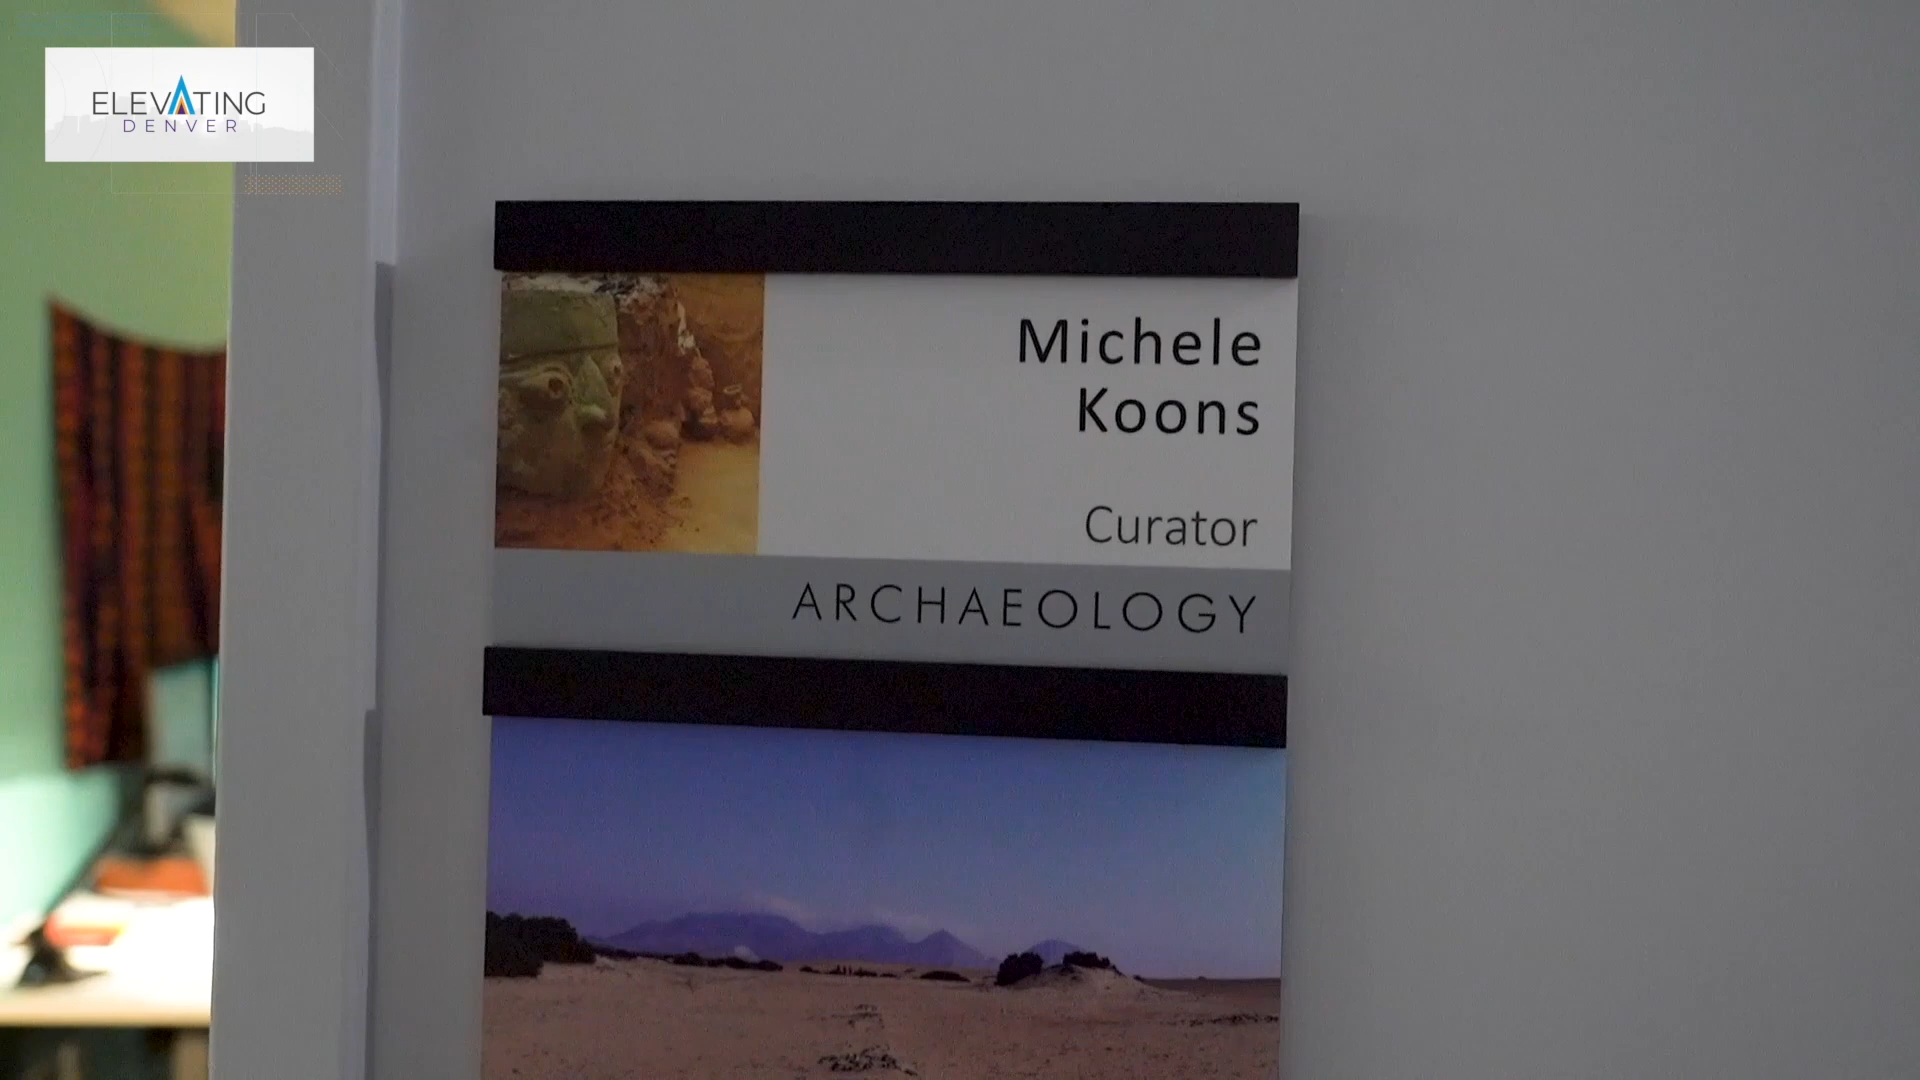 ELEVATING
DENVER
Michele
Koons
Curator
ARCHAEOLOGY